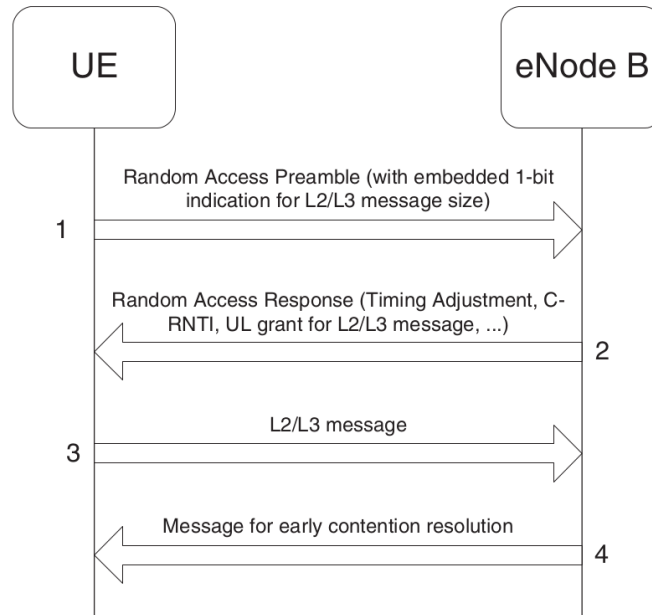 UE
eNode B
Random Access Preamble (with embedded 1-bit
indication for L2/L3 message size)
1
Random Access Response (Timing Adjustment, C-
RNTI, UL grant for L2/L3 message, ...)
2
L2/L3 message
3
Message for early contention resolution
4